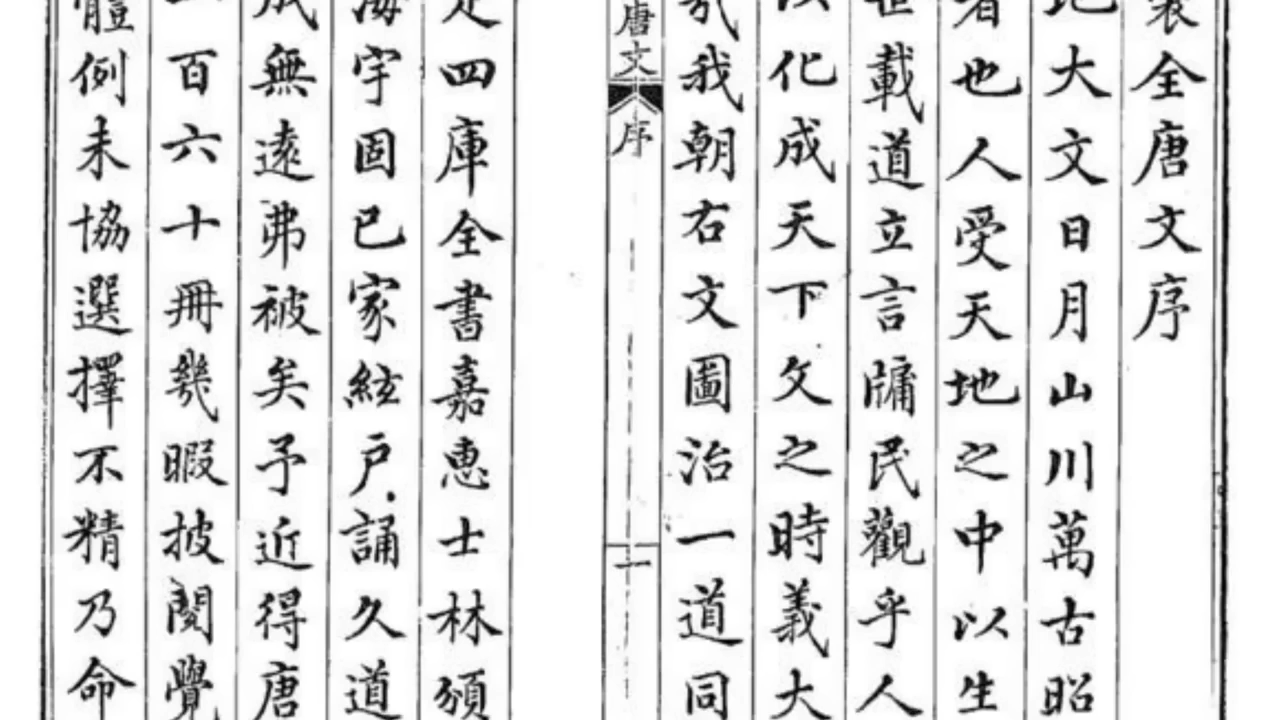 製全唐文序
地大文日月山川萬古昭
者也人受天地之中以生
世載道立言牖民觀乎人
以化成天下文之時義大
哉我朝右文圖治一道同
唐文 序 一
定四庫全書嘉惠士林頒
海宇固已家絃戶誦久道
成無遠弗被矣予近得唐
百六十冊幾暇披閱覺
體例未協選擇不精乃命